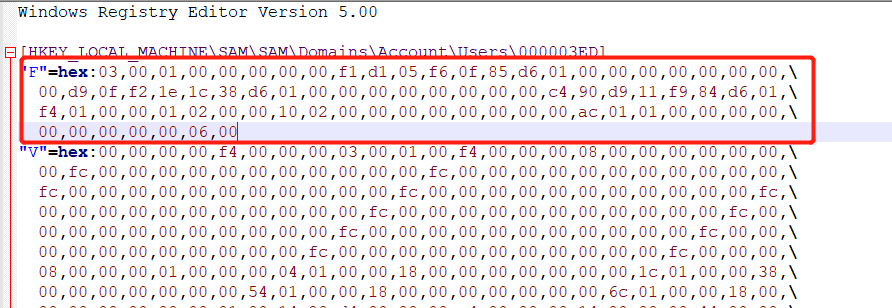 Windows Registry Editor Version 5.00
[HKEY_LOCAL_MACHINE\SAM\SAM\Domains\Account\Users\000003ED]
"F"=hex:03,00,01,00,00,00,00,00,f1,d1,05,f6,0f,85,d6,01,00,00,00,00,00,00,00,\
00,d9,0f,f2,1e,1c,38,d6,01,00,00,00,00,00,00,00,00,c4,90,d9,11,f9,84,d6,01,\
f4,01,00,00,01,02,00,00,10,02,00,00,00,00,00,00,00,00,ac,01,01,00,00,00,00,\
00,00,00,00,00,06,00
"V"=hex:00,00,00,00,f4,00,00,00,03,00,01,00,f4,00,00,00,08,00,00,00,00,00,00,\
00,fc,00,00,00,00,00,00,00,00,00,00,00,fc,00,00,00,00,00,00,00,00,00,00,00,\
fc,00,00,00,00,00,00,00,00,00,00,00,fc,00,00,00,00,00,00,00,00,00,00,00,fc,\
00,00,00,00,00,00,00,00,00,00,00,fc,00,00,00,00,00,00,00,00,00,00,00,fc,00,\
00,00,00,00,00,00,00,00,00,00,fc,00,00,00,00,00,00,00,00,00,00,00,fc,00,00,\
00,00,00,00,00,00,00,00,00,fc,00,00,00,00,00,00,00,00,00,00,00,fc,00,00,00,\
08,00,00,00,01,00,00,00,04,01,00,00,18,00,00,00,00,00,00,00,1c,01,00,00,38,\
00,00,00,00,00,00,00,54,01,00,00,18,00,00,00,00,00,00,00,6c,01,00,00,18,00,\